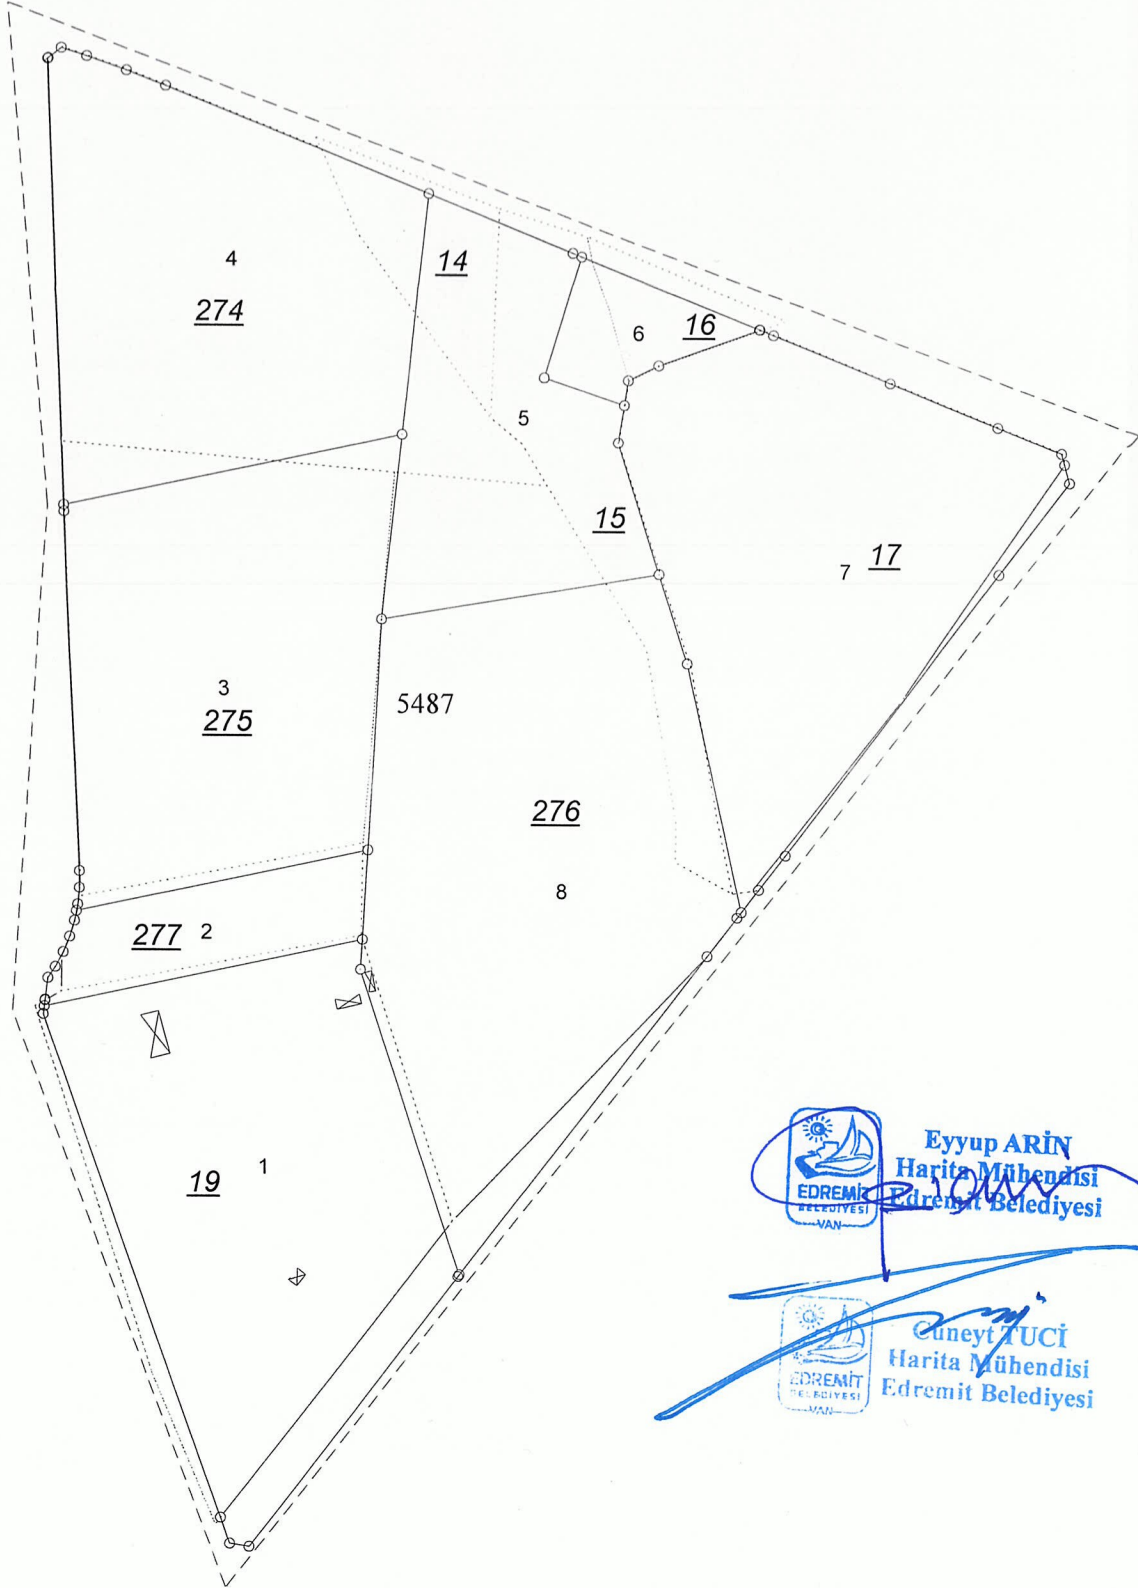 4
274
14
6
16
5
15
7
17
3
275
5487
276
8
277 2
19
1
EDREMİT
BELEDİYESİ
VAN
Eyyup ARİN
Harita Mühendisi
Edremit Belediyesi
EDREMİT
BELEDİYESİ
VAN
Cüneyt TUCİ
Harita Mühendisi
Edremit Belediyesi